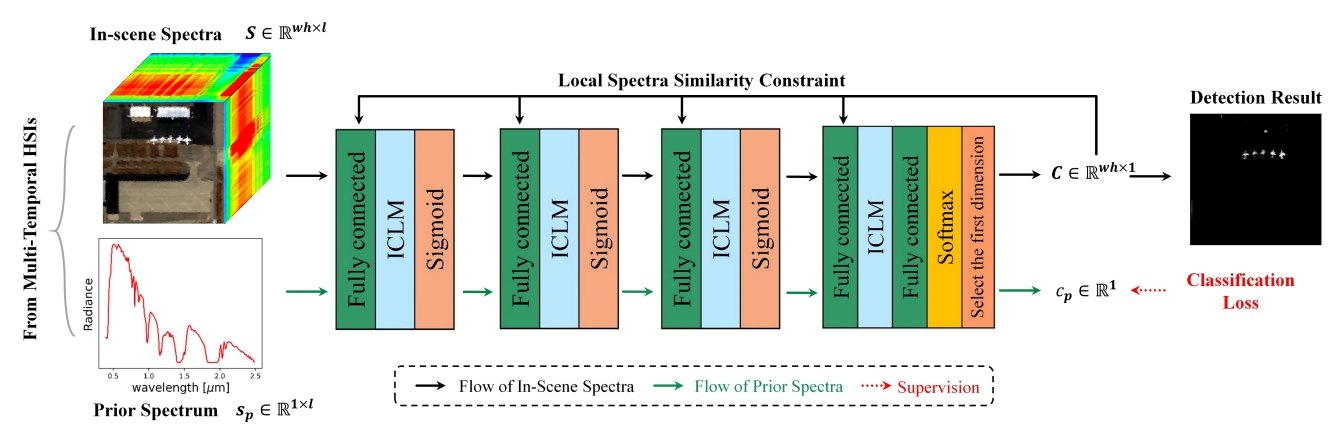 In-scene Spectra S ∈ ℝ^{wh×l}
From Multi-Temporal HSIs
Local Spectra Similarity Constraint
Detection Result
Fully connected
ICLM
Sigmoid
Fully connected
ICLM
Sigmoid
Fully connected
ICLM
Sigmoid
Fully connected
ICLM
Fully connected
Softmax
Select the first dimension
C ∈ ℝ^{wh×1}
c_p ∈ ℝ^1
Classification
Loss
Radiance
0.5 1.0 1.5 2.0 2.5
wavelength [μm]
Prior Spectrum s_p ∈ ℝ^{1×l}
Flow of In-Scene Spectra Flow of Prior Spectra Supervision